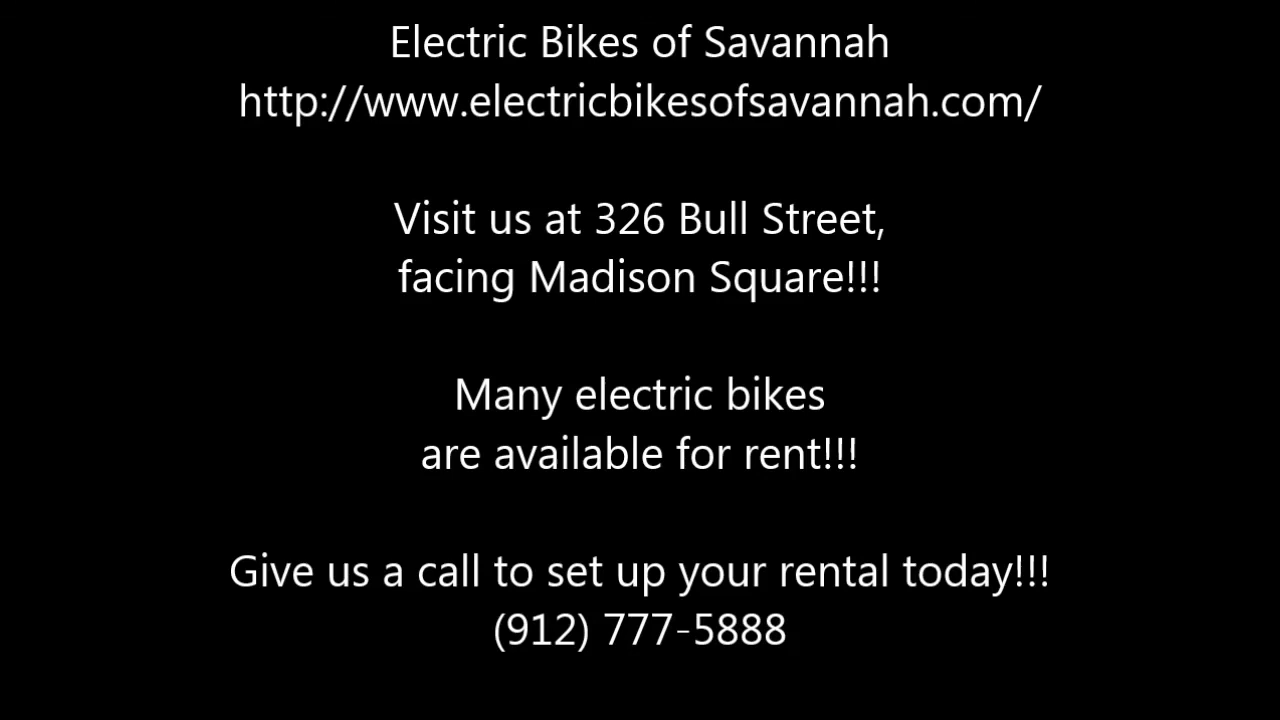 Electric Bikes of Savannah
http://www.electricbikesofsavannah.com/
Visit us at 326 Bull Street,
facing Madison Square!!!
Many electric bikes
are available for rent!!!
Give us a call to set up your rental today!!!
(912) 777-5888